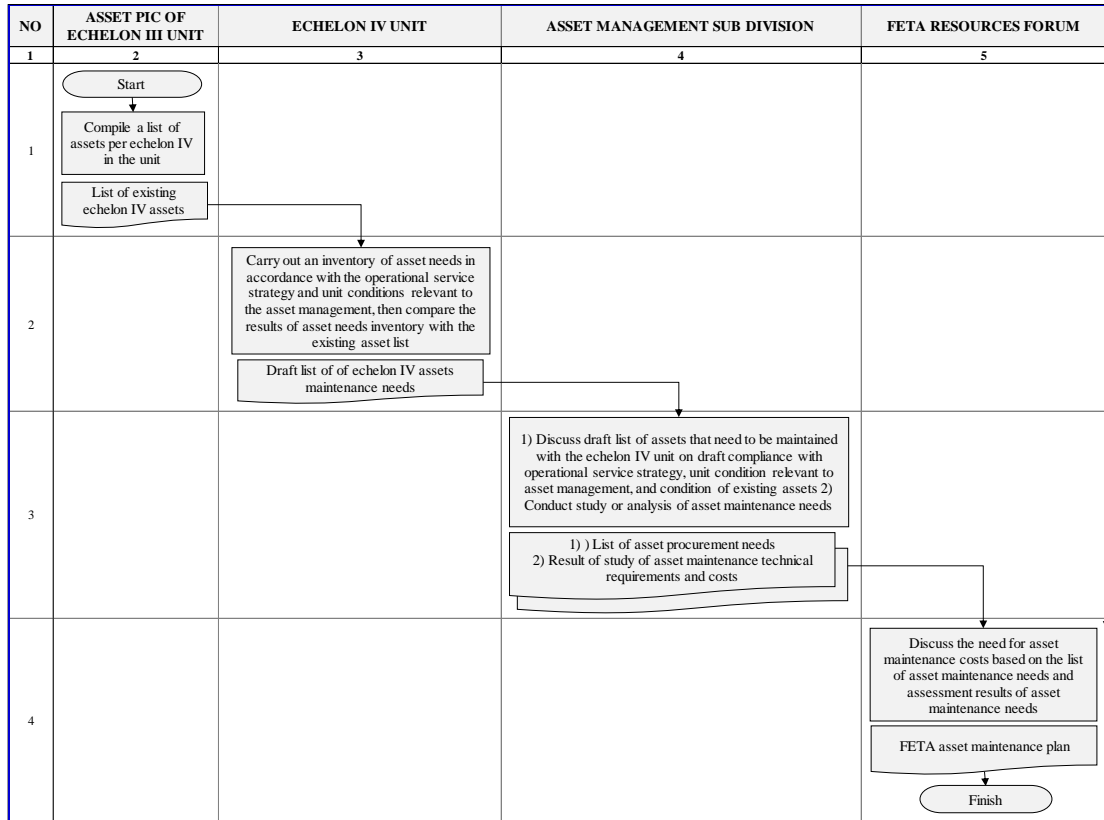 NO
ASSET PIC OF
ECHELON III UNIT
ECHELON IV UNIT
ASSET MANAGEMENT SUB DIVISION
FETA RESOURCES FORUM
1
2
3
4
5
Start
1
Compile a list of
assets per echelon IV
in the unit
List of existing
echelon IV assets
2
Carry out an inventory of asset needs in
accordance with the operational service
strategy and unit conditions relevant to
the asset management, then compare the
results of asset needs inventory with the
existing asset list
Draft list of of echelon IV assets
maintenance needs
3
1) Discuss draft list of assets that need to be maintained
with the echelon IV unit on draft compliance with
operational service strategy, unit condition relevant to
asset management, and condition of existing assets 2)
Conduct study or analysis of asset maintenance needs
1) ) List of asset procurement needs
2) Result of study of asset maintenance technical
requirements and costs
4
Discuss the need for asset
maintenance costs based on the list
of asset maintenance needs and
assessment results of asset
maintenance needs
FETA asset maintenance plan
Finish